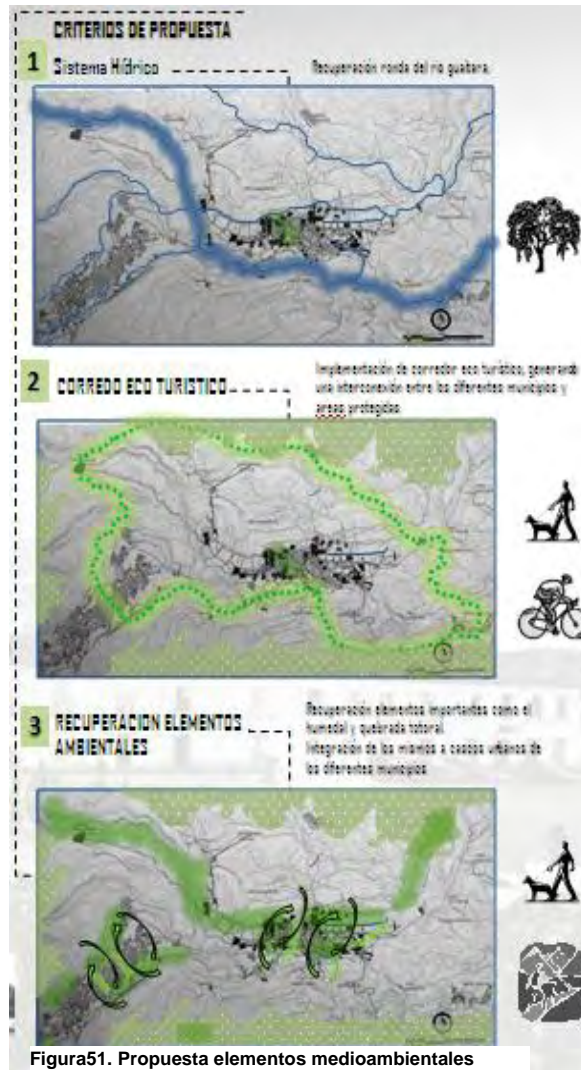 CRITERIOS DE PROPUESTA
1 Sistema Hídrico
Recuperación ronda del rio guaitara.
2 CORREDO ECO TURISTICO
Implementación de corredor eco turístico, generando
una interconexión entre los diferentes municipios y
areas protegidas.
3 RECUPERACION ELEMENTOS
AMBIENTALES
Recuperación elementos importantes como el
humedal y quebrada totoral.
Integración de los mismos a cascos urbanos de
los diferentes municipios
Figura51. Propuesta elementos medioambientales